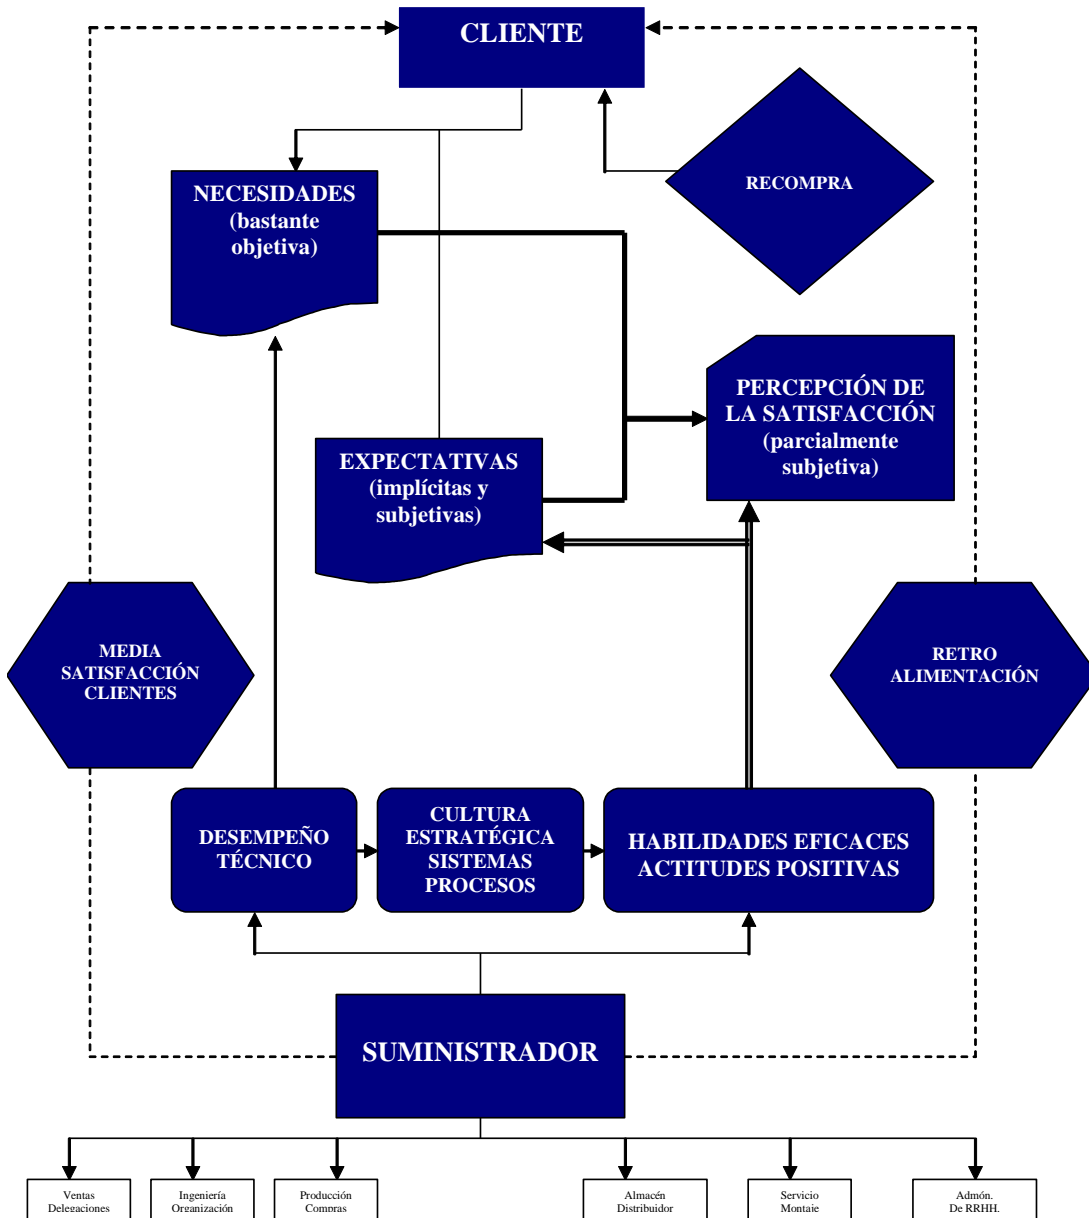 CLIENTE
RECOMPRA
NECESIDADES
(bastante
objetiva)
PERCEPCIÓN DE
LA SATISFACCIÓN
(parcialmente
subjetiva)
EXPECTATIVAS
(implícitas y
subjetivas)
MEDIA
SATISFACCIÓN
CLIENTES
RETRO
ALIMENTACIÓN
DESEMPEÑO
TÉCNICO
CULTURA
ESTRATÉGICA
SISTEMAS
PROCESOS
HABILIDADES EFICACES
ACTITUDES POSITIVAS
SUMINISTRADOR
Ventas
Delegaciones
Ingeniería
Organización
Producción
Compras
Almacén
Distribuidor
Servicio
Montaje
Admón.
De RRHH.